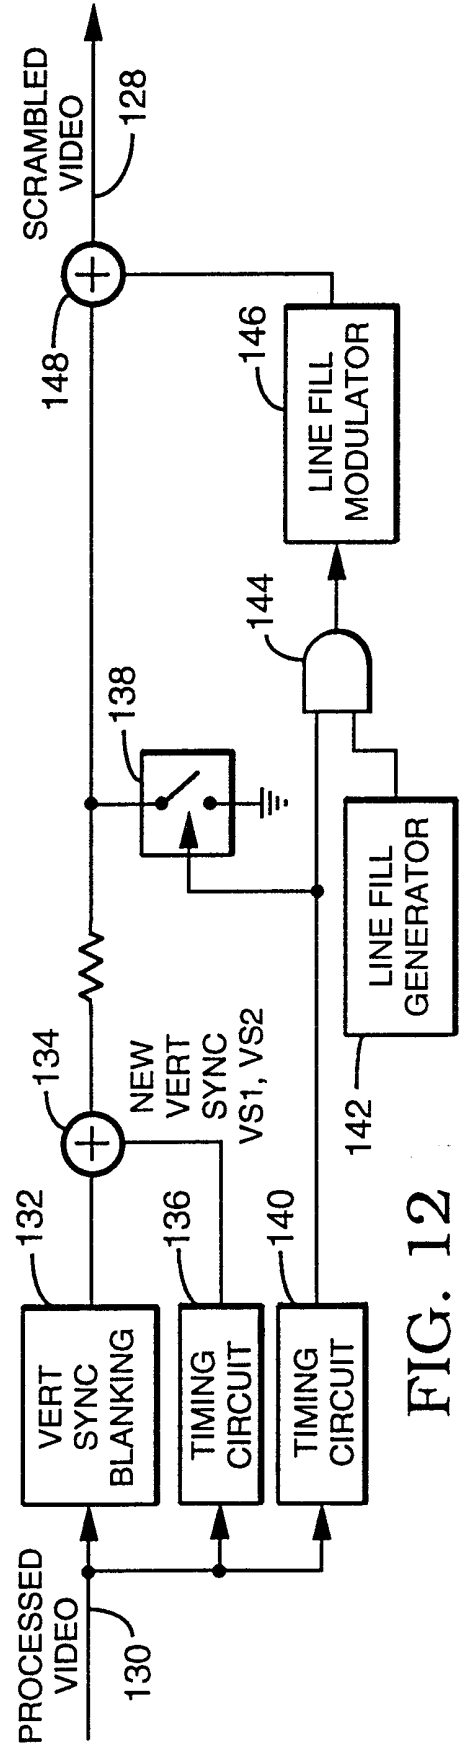 PROCESSED
VIDEO
130
VERT
SYNC
BLANKING
132
TIMING
CIRCUIT
136
TIMING
CIRCUIT
140
134
NEW
VERT
SYNC
VS1, VS2
138
LINE FILL
GENERATOR
142
144
LINE FILL
MODULATOR
146
148
SCRAMBLED
VIDEO
128
FIG. 12